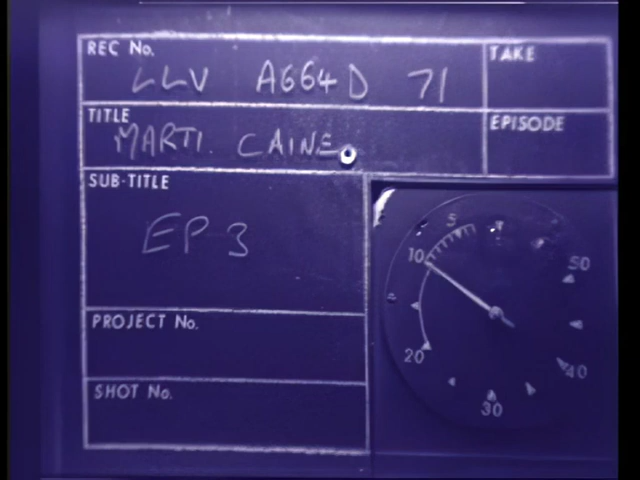 REC No. LLV A664D 71
TAKE
TITLE MARTI. CAINE.
EPISODE
SUB-TITLE
EP 3
PROJECT No.
SHOT No.
5
10
20
30
40
50